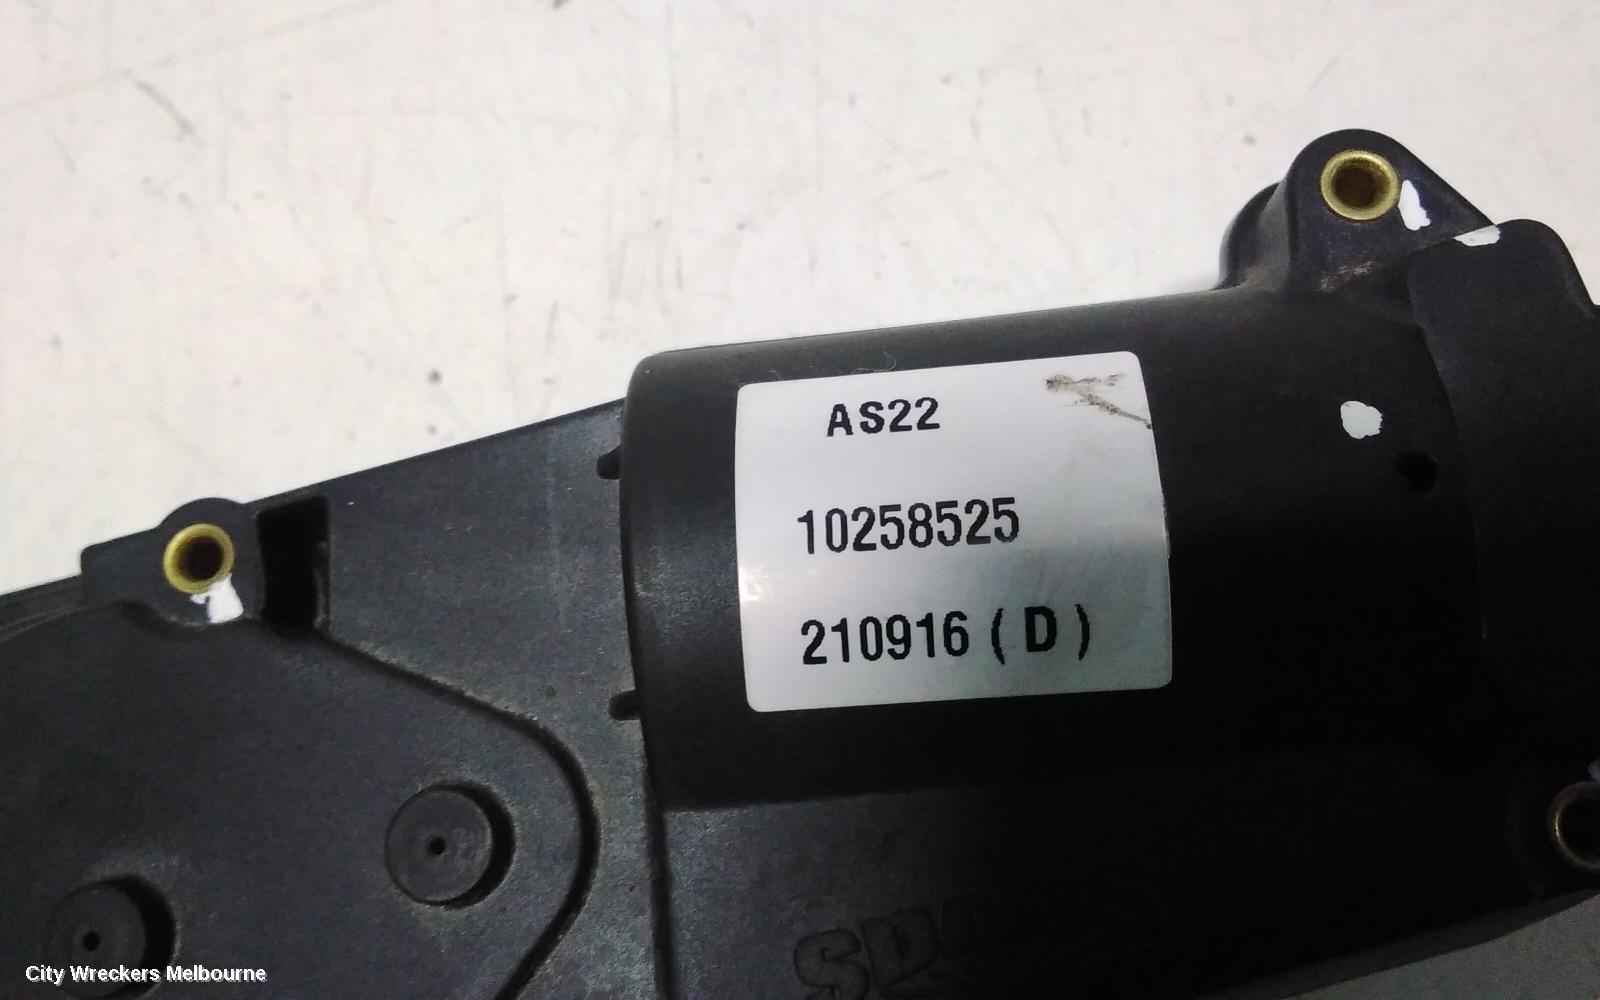 AS22
10258525
210916 ( D )
City Wreckers Melbourne